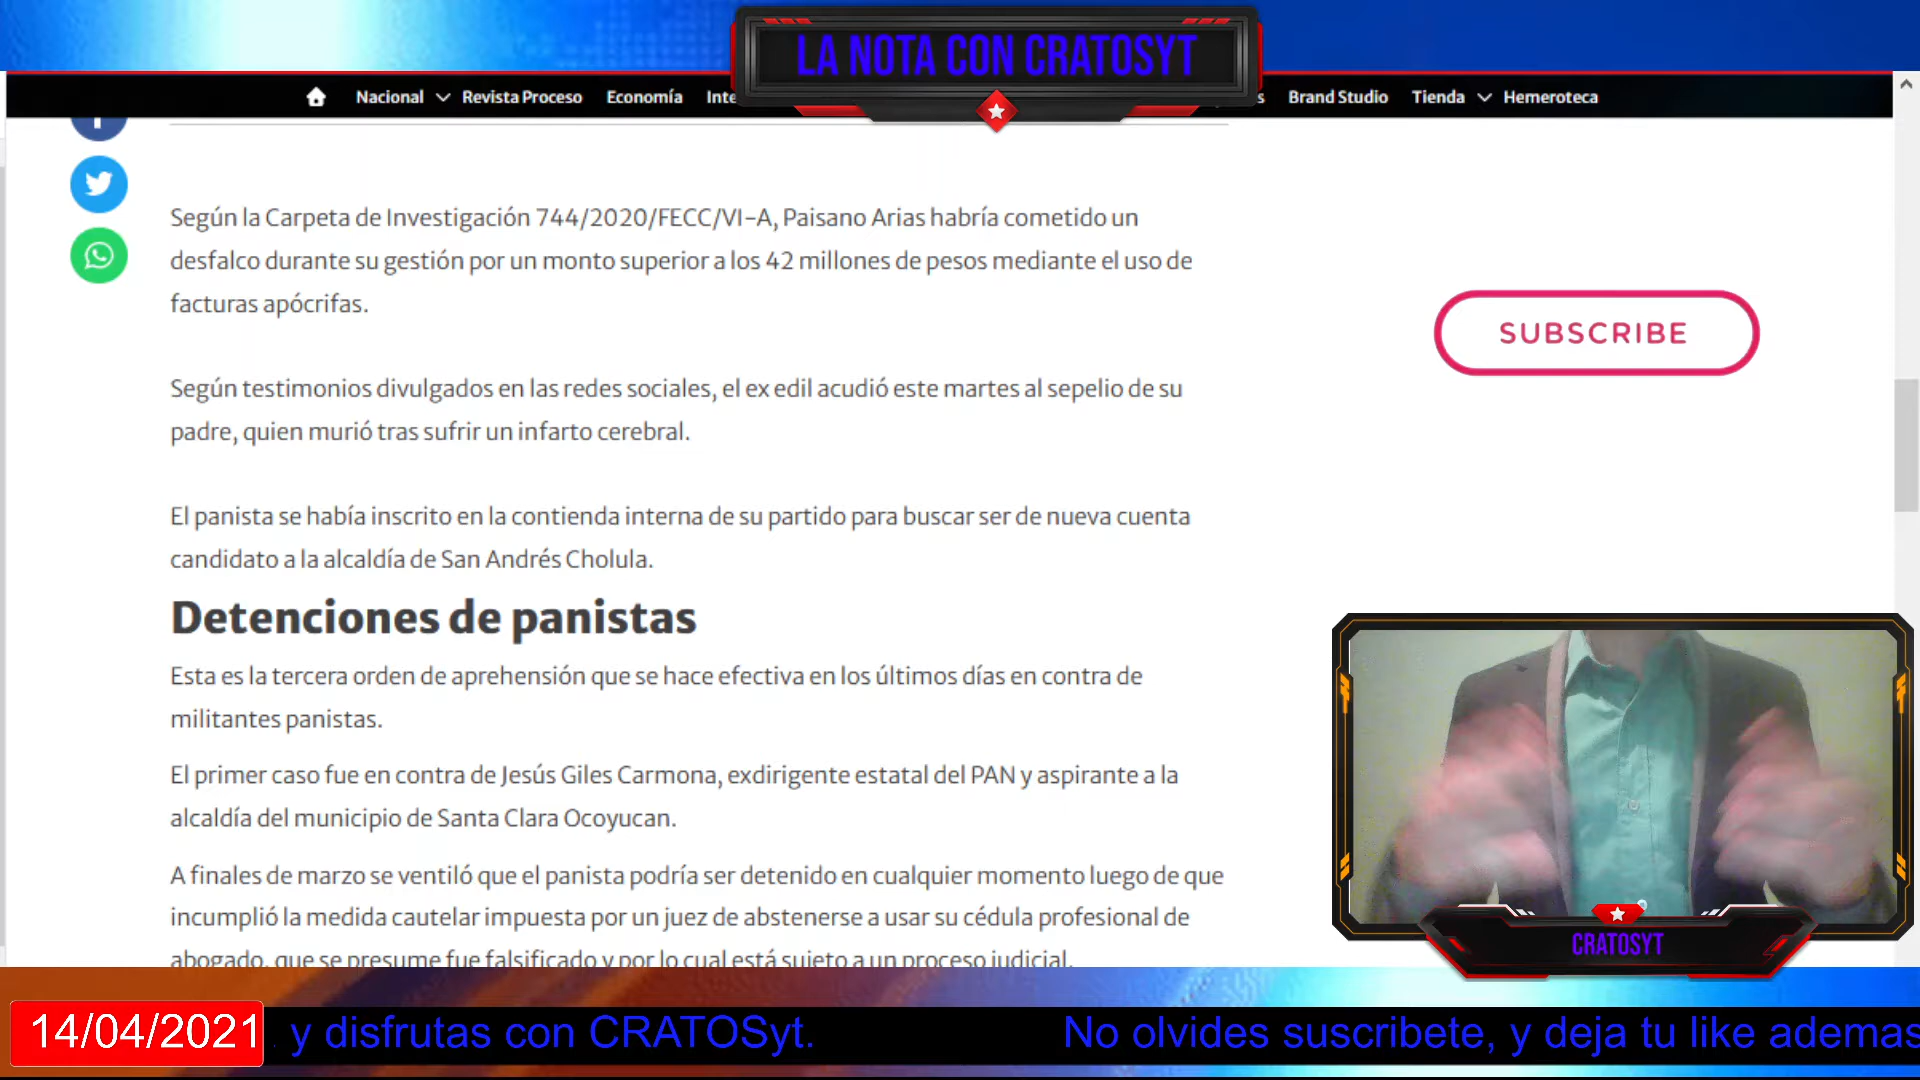 LA NOTA CON CRATOSYT
Nacional Revista Proceso Economía Inte s Brand Studio Tienda Hemeroteca
Según la Carpeta de Investigación 744/2020/FECC/VI-A, Paisano Arias habría cometido un
desfalco durante su gestión por un monto superior a los 42 millones de pesos mediante el uso de
facturas apócrifas.
SUBSCRIBE
Según testimonios divulgados en las redes sociales, el ex edil acudió este martes al sepelio de su
padre, quien murió tras sufrir un infarto cerebral.
El panista se había inscrito en la contienda interna de su partido para buscar ser de nueva cuenta
candidato a la alcaldía de San Andrés Cholula.
Detenciones de panistas
Esta es la tercera orden de aprehensión que se hace efectiva en los últimos días en contra de
militantes panistas.
El primer caso fue en contra de Jesús Giles Carmona, exdirigente estatal del PAN y aspirante a la
alcaldía del municipio de Santa Clara Ocoyucan.
A finales de marzo se ventiló que el panista podría ser detenido en cualquier momento luego de que
incumplió la medida cautelar impuesta por un juez de abstenerse a usar su cédula profesional de
abogado, que se presume fue falsificado y por lo cual está sujeto a un proceso judicial.
CRATOSYT
14/04/2021 . y disfrutas con CRATOSyt. No olvides suscribete, y deja tu like ademas